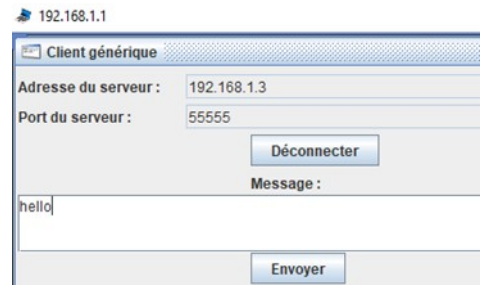 192.168.1.1
Client générique
Adresse du serveur : 192.168.1.3
Port du serveur : 55555
Déconnecter
Message :
hello
Envoyer